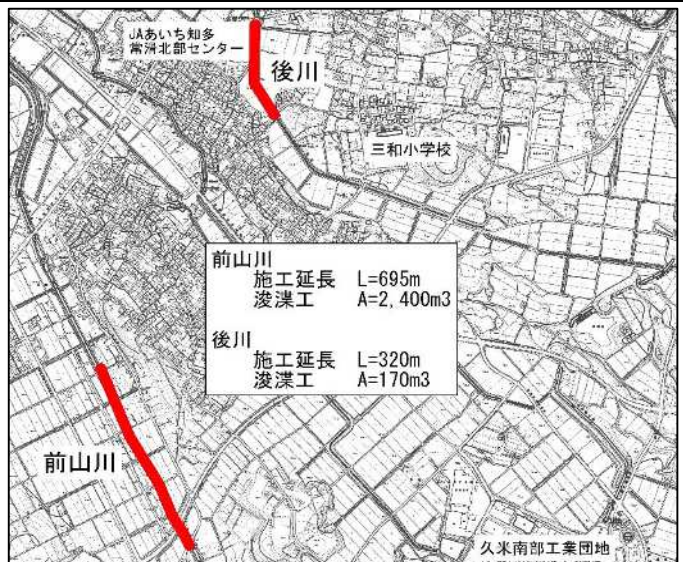 JAあいち知多
常滑北部センター
後川
三和小学校
前山川
施工延長 L=695m
浚渫工 A=2,400m3
後川
施工延長 L=320m
浚渫工 A=170m3
前山川
久米南部工業団地